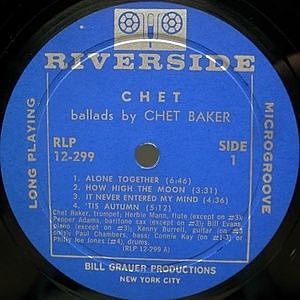 RIVERSIDE
CHET
ballads by CHET BAKER
RLP
12-299
SIDE
1
LONG PLAYING
MICROGROOVE
1. ALONE TOGETHER (6:46)
2. HOW HIGH THE MOON (3:31)
3. IT NEVER ENTERED MY MIND (4:36)
4. 'TIS AUTUMN (5:12)
Chet Baker, trumpet; Herbie Mann, flute (except on #3);
Pepper Adams, baritone sax (except on #3); Bill Evans,
piano (except on #3); Kenny Burrell, guitar (on #3
only); Paul Chambers, bass; Connie Kay (on #1-3) or
Philly Joe Jones (#4), drums.
(RLP 12-299 A)
BILL GRAUER PRODUCTIONS
NEW YORK CITY